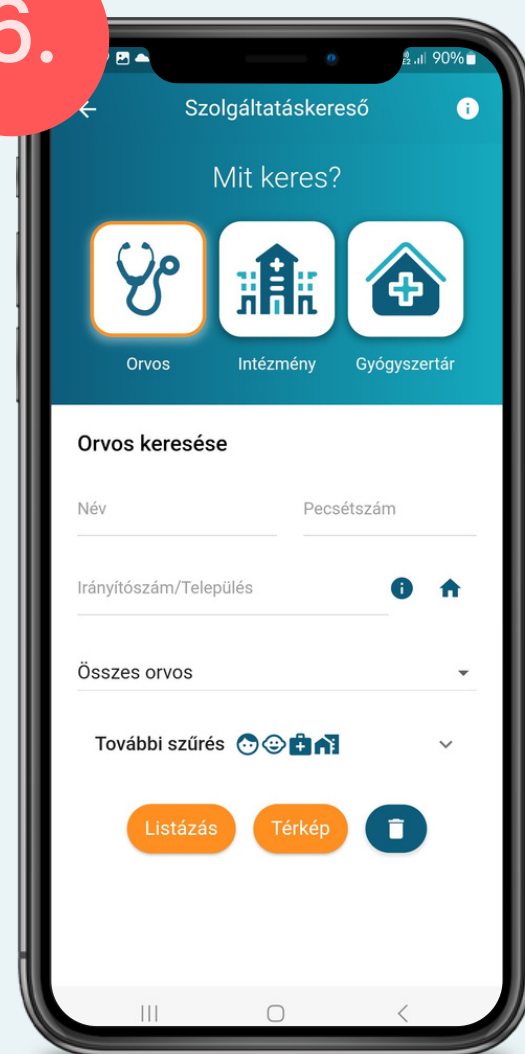 6.
90%
Szolgáltatáskereső
Mit keres?
Orvos Intézmény Gyógyszertár
Orvos keresése
Név Pecsétszám
Irányítószám/Település
Összes orvos
További szűrés
Listázás Térkép